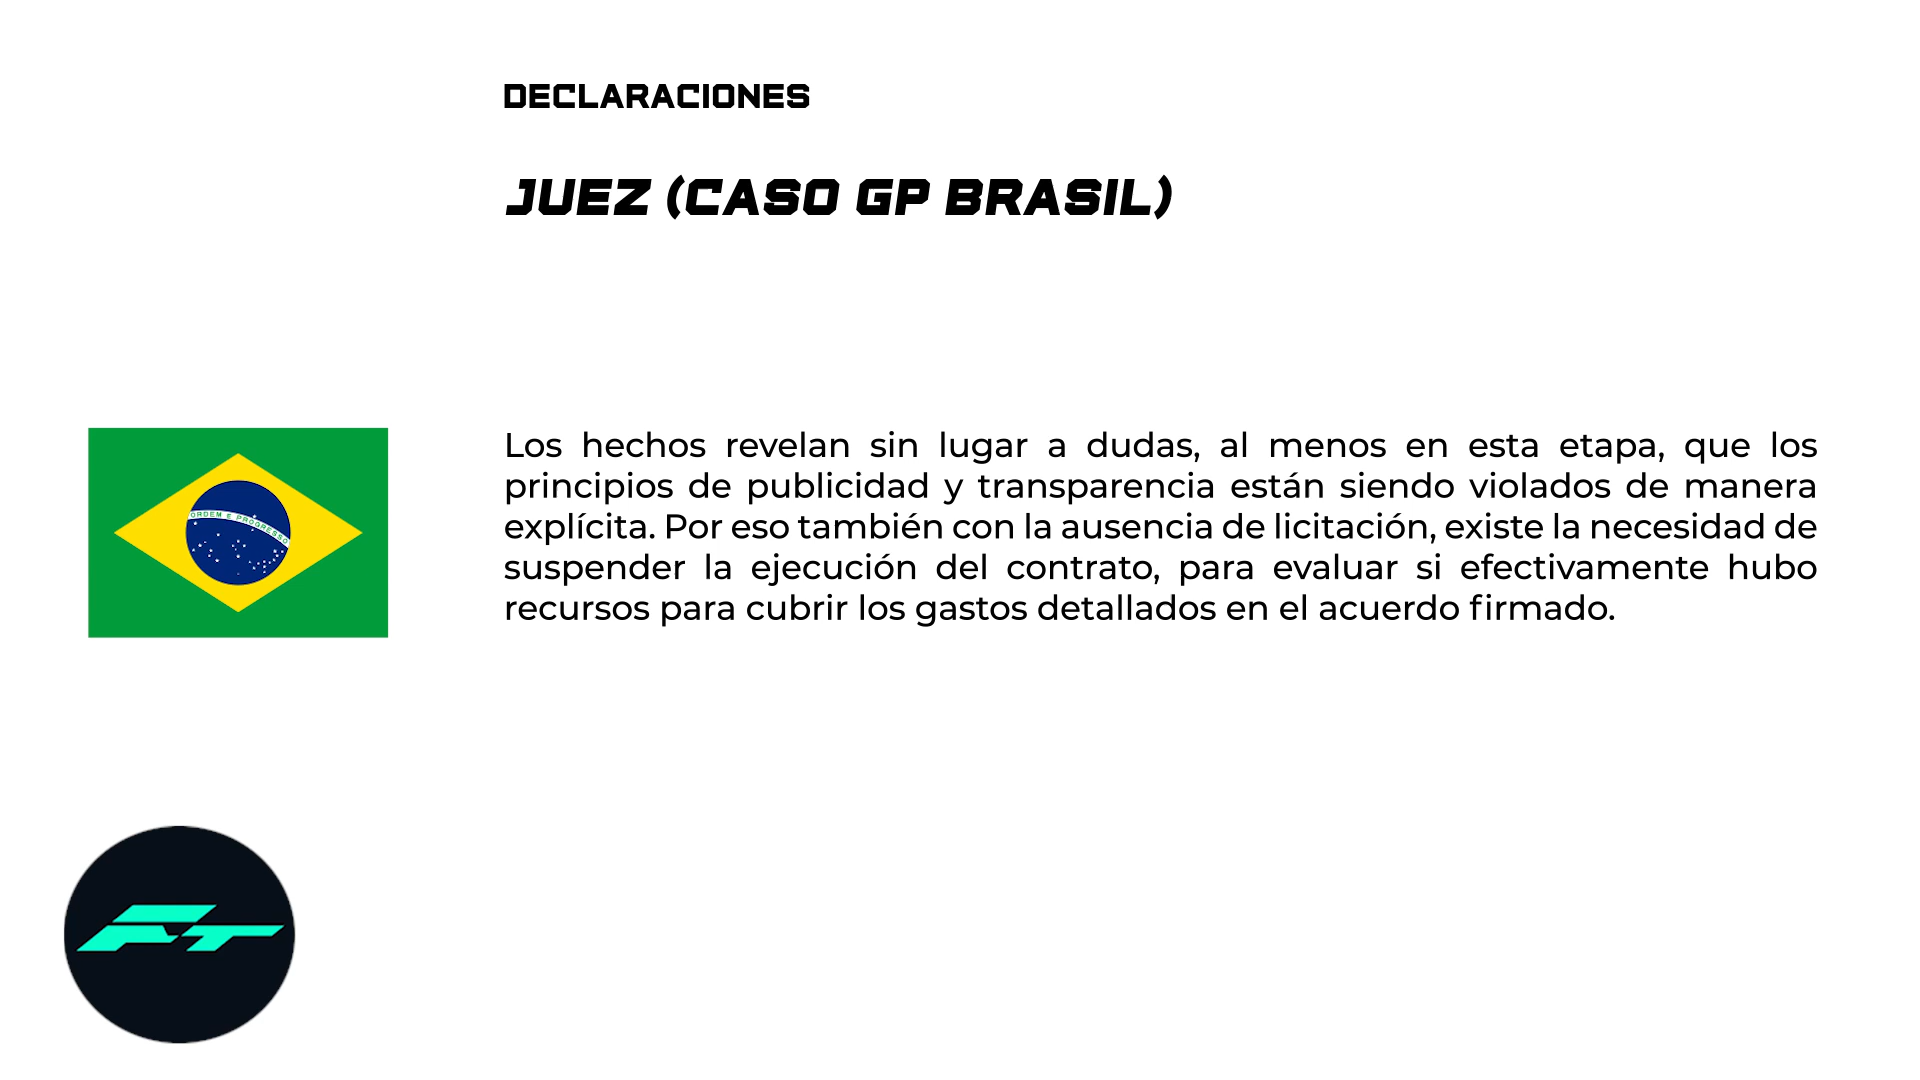 DECLARACIONES
JUEZ (CASO GP BRASIL)
Los hechos revelan sin lugar a dudas, al menos en esta etapa, que los
principios de publicidad y transparencia están siendo violados de manera
explícita. Por eso también con la ausencia de licitación, existe la necesidad de
suspender la ejecución del contrato, para evaluar si efectivamente hubo
recursos para cubrir los gastos detallados en el acuerdo firmado.
ORDEM E PROGRESSO
FT